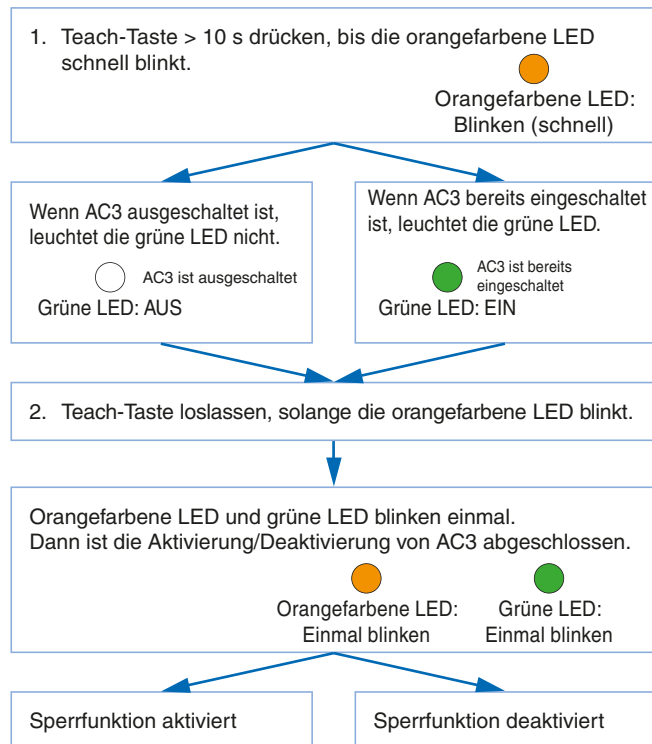 1. Teach-Taste > 10 s drücken, bis die orangefarbene LED
schnell blinkt.
Orangefarbene LED:
Blinken (schnell)
Wenn AC3 ausgeschaltet ist,
leuchtet die grüne LED nicht.
AC3 ist ausgeschaltet
Grüne LED: AUS
Wenn AC3 bereits eingeschaltet
ist, leuchtet die grüne LED.
AC3 ist bereits
eingeschaltet
Grüne LED: EIN
2. Teach-Taste loslassen, solange die orangefarbene LED blinkt.
Orangefarbene LED und grüne LED blinken einmal.
Dann ist die Aktivierung/Deaktivierung von AC3 abgeschlossen.
Orangefarbene LED:
Einmal blinken
Grüne LED:
Einmal blinken
Sperrfunktion aktiviert
Sperrfunktion deaktiviert